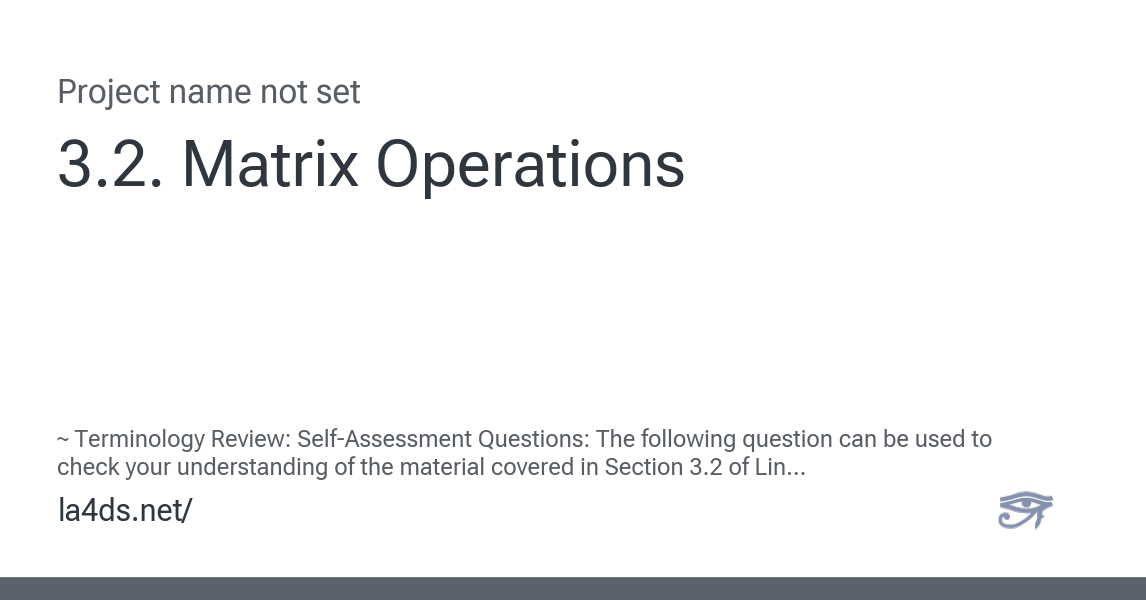 Project name not set
3.2. Matrix Operations
~ Terminology Review: Self-Assessment Questions: The following question can be used to
check your understanding of the material covered in Section 3.2 of Lin...
la4ds.net/